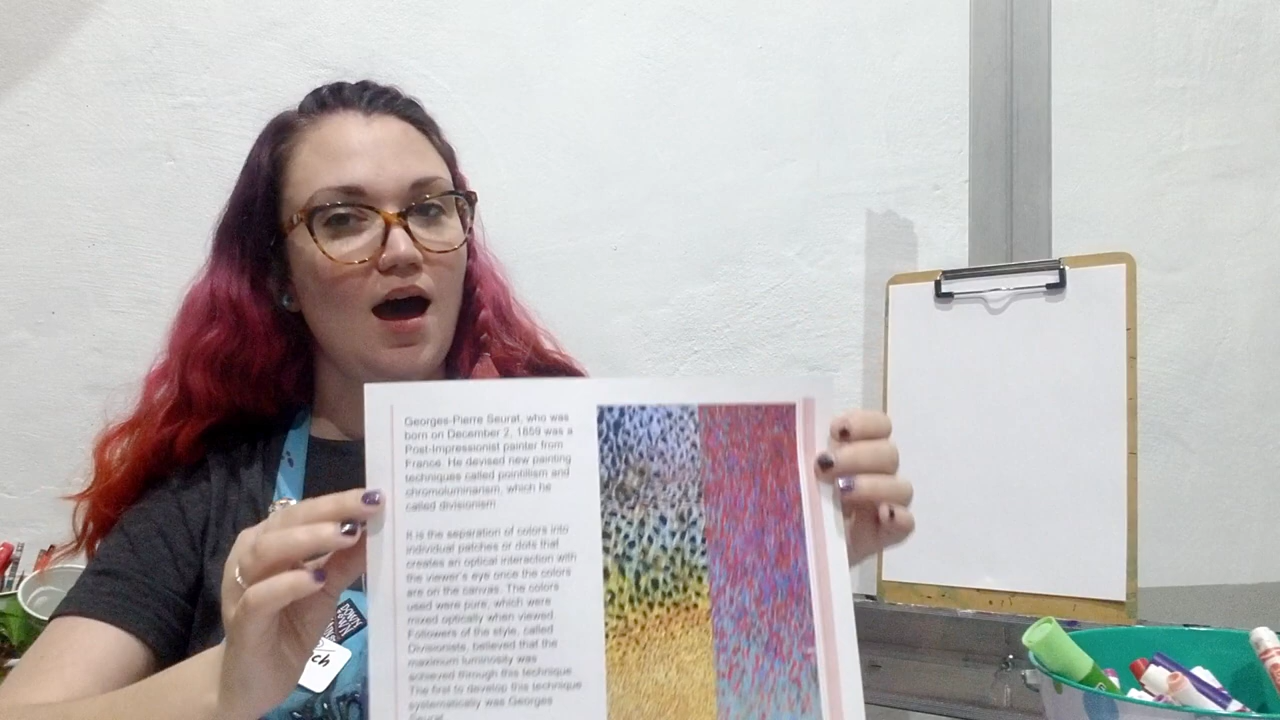 Georges-Pierre Seurat, who was
born on December 2, 1859 was a
Post-Impressionist painter from
France. He devised new painting
techniques called pointillism and
chromoluminarism, which he
called divisionism
It is the separation of colors into
individual patches or dots that
creates an optical interaction with
the viewer's eye once the colors
are on the canvas. The colors
used were pure, which were
mixed optically when viewed.
Followers of the style, called
Divisionists, believed that the
maximum luminosity was
achieved through this technique.
The first to develop this technique
systematically was Georges
Seurat
DOWN
ch